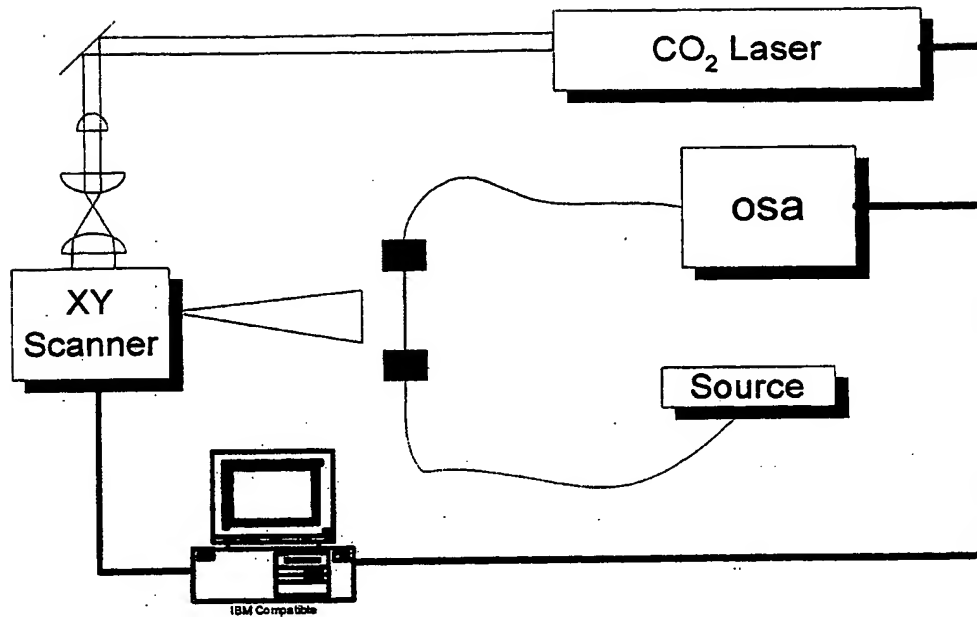 CO₂ Laser
osa
XY
Scanner
Source
IBM Compatible